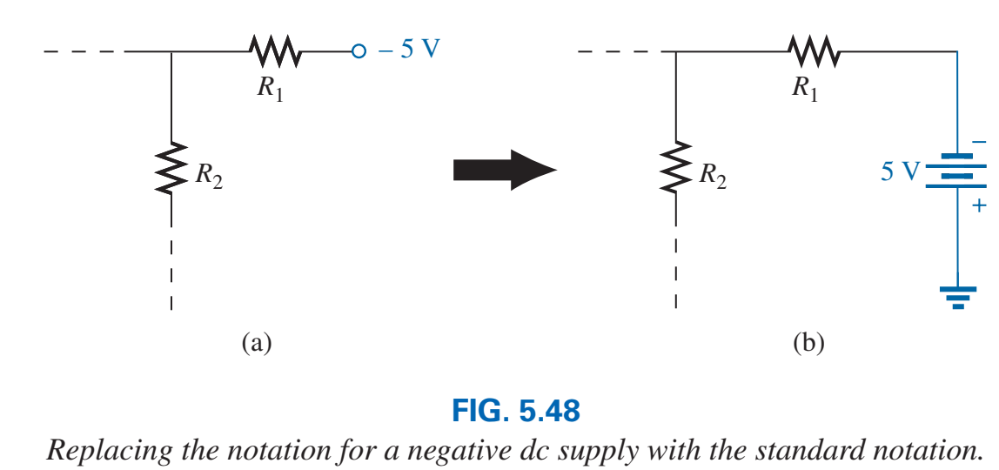 – 5 V
R1
R2
R1
R2
5 V
–
+
(a)
(b)
FIG. 5.48
Replacing the notation for a negative dc supply with the standard notation.